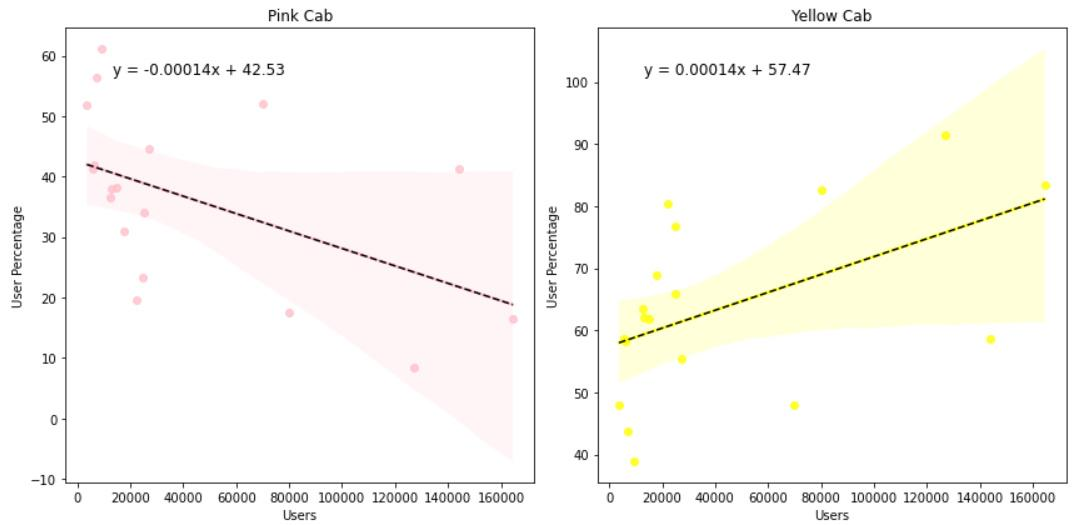 Pink Cab
y = -0.00014x + 42.53
User Percentage
60
50
40
30
20
10
0
−10
0 20000 40000 60000 80000 100000 120000 140000 160000
Users
Yellow Cab
y = 0.00014x + 57.47
User Percentage
100
90
80
70
60
50
40
0 20000 40000 60000 80000 100000 120000 140000 160000
Users